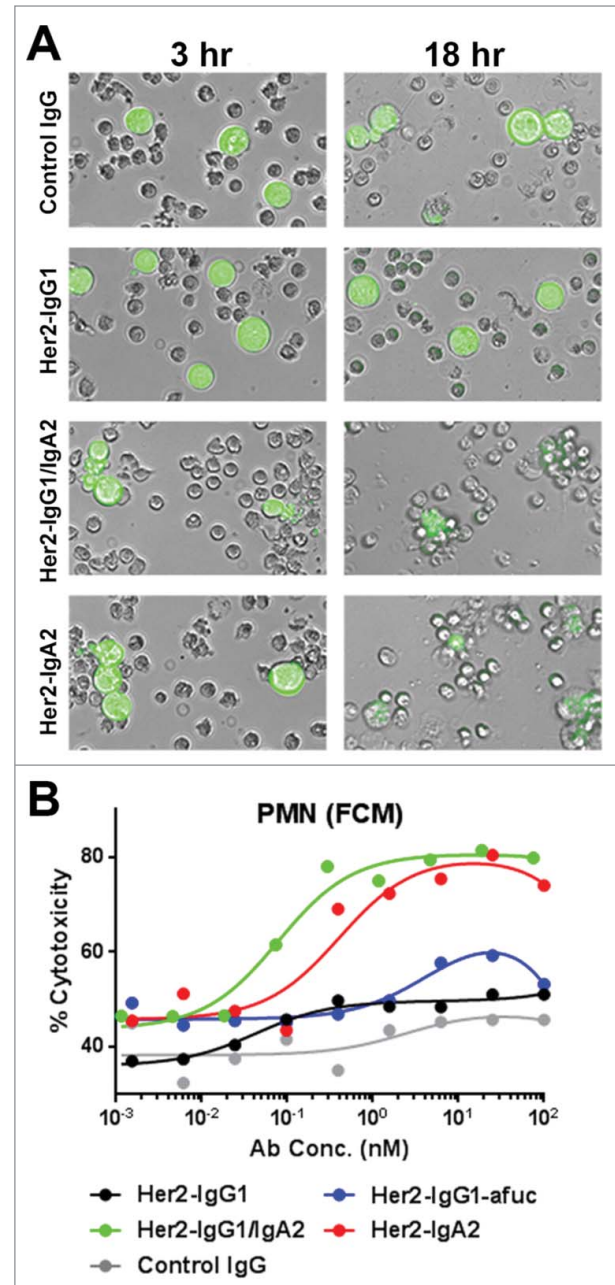 A
3 hr 18 hr
Control IgG
Her2-IgG1
Her2-IgG1/IgA2
Her2-IgA2
B
PMN (FCM)
% Cytotoxicity
80
60
40
10-3 10-2 10-1 100 101 102
Ab Conc. (nM)
Her2-IgG1 Her2-IgG1-afuc
Her2-IgG1/IgA2 Her2-IgA2
Control IgG